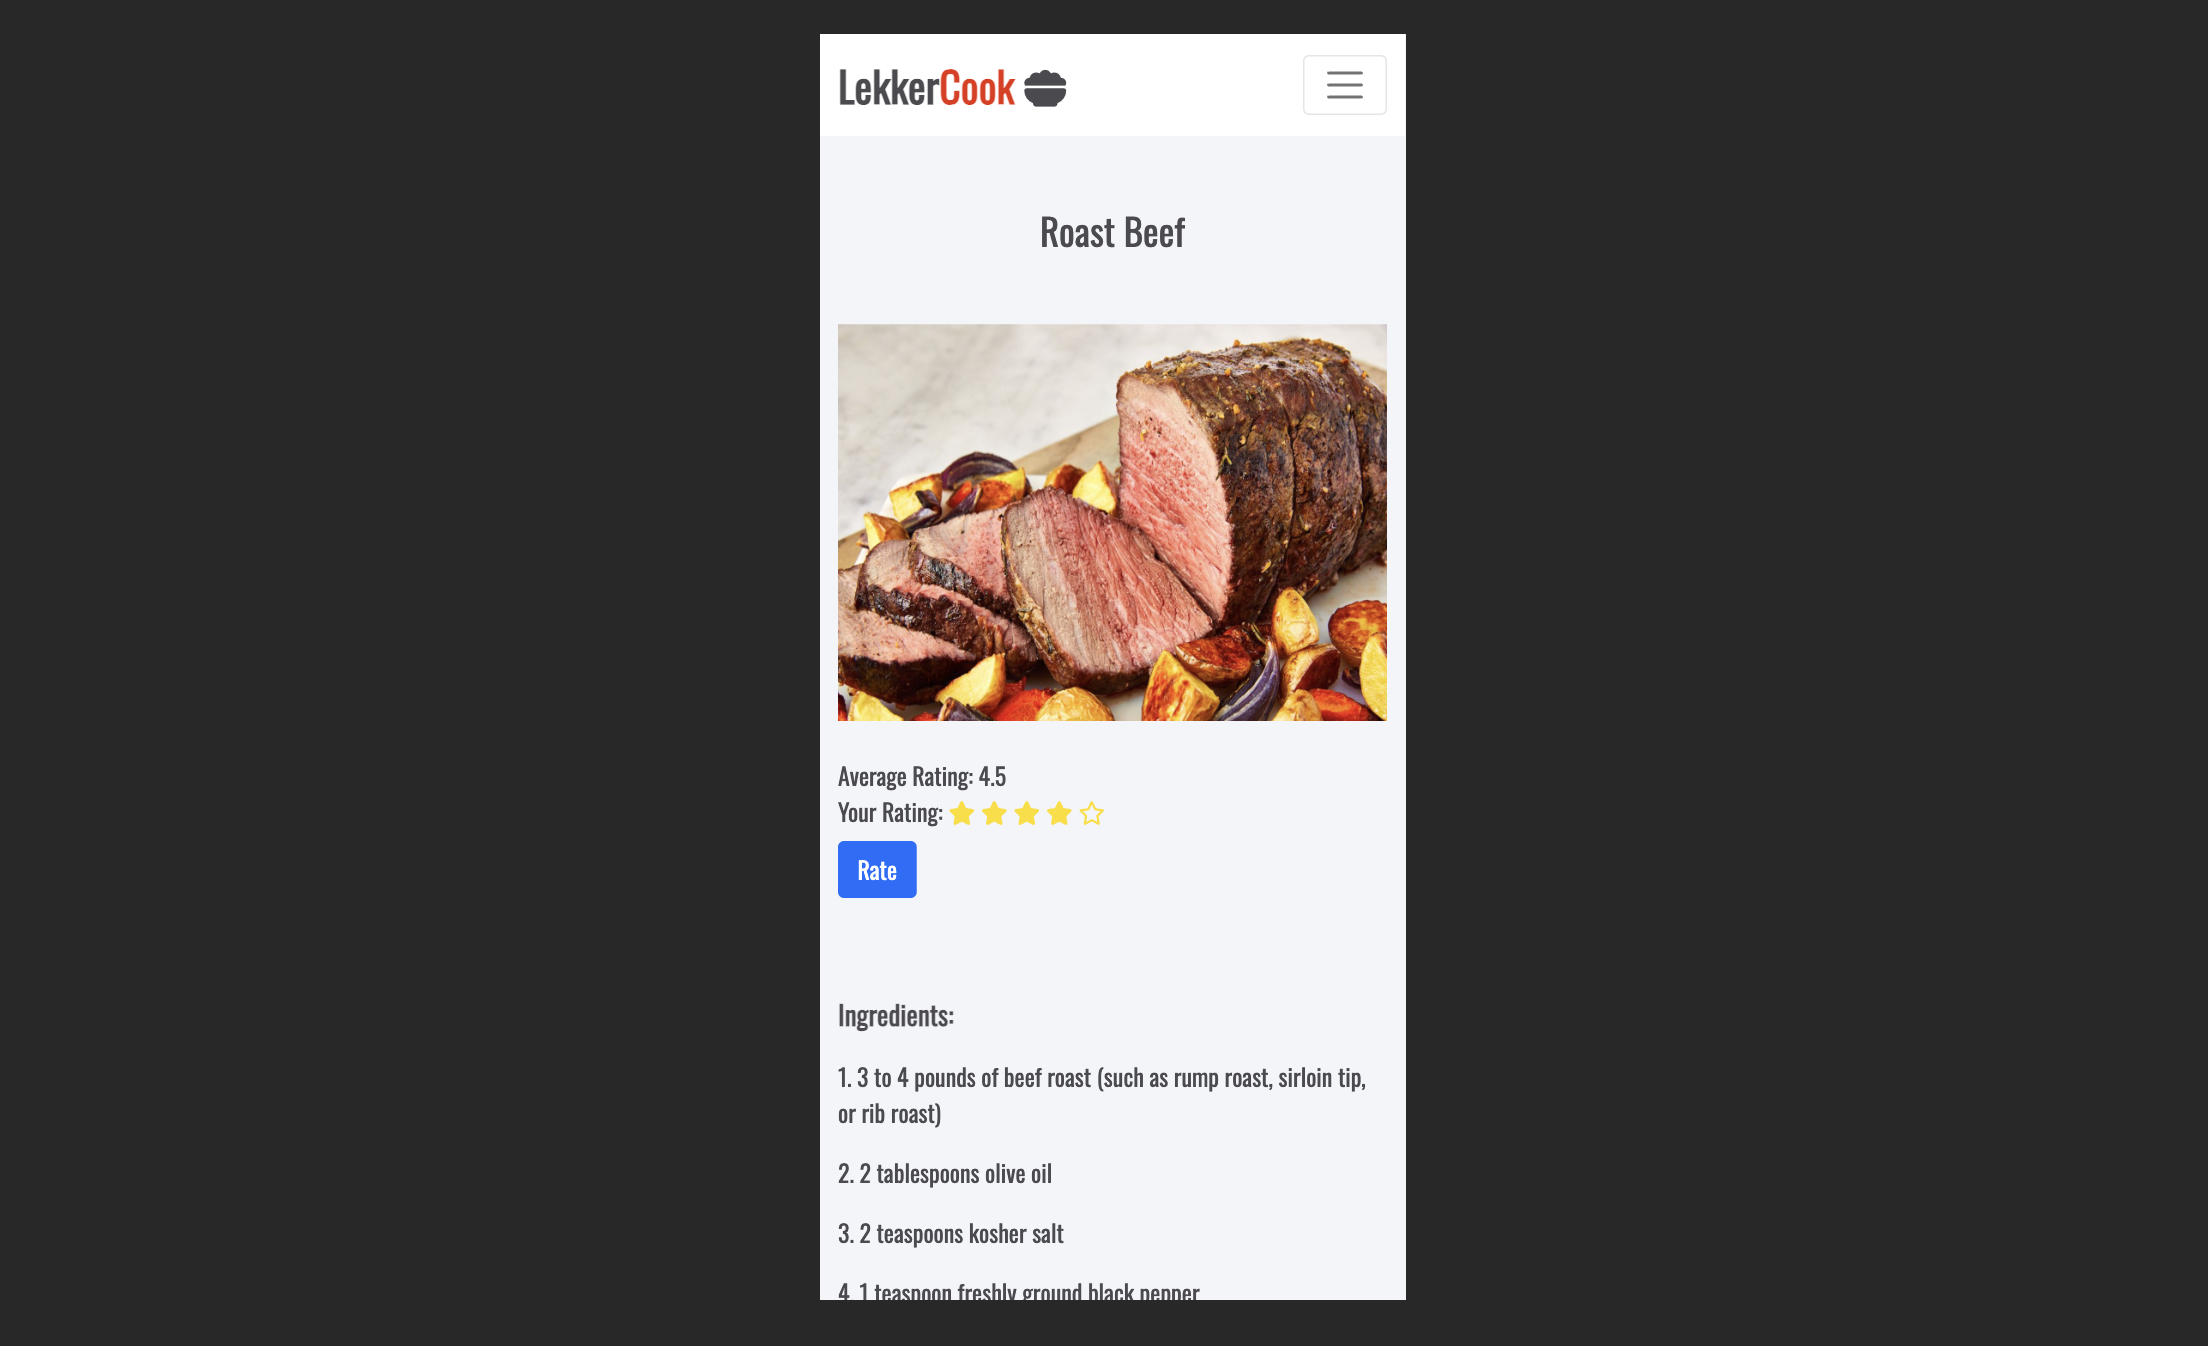 LekkerCook
Roast Beef
Average Rating: 4.5
Your Rating:
Rate
Ingredients:
1. 3 to 4 pounds of beef roast (such as rump roast, sirloin tip,
or rib roast)
2. 2 tablespoons olive oil
3. 2 teaspoons kosher salt
4. 1 teaspoon freshly ground black pepper